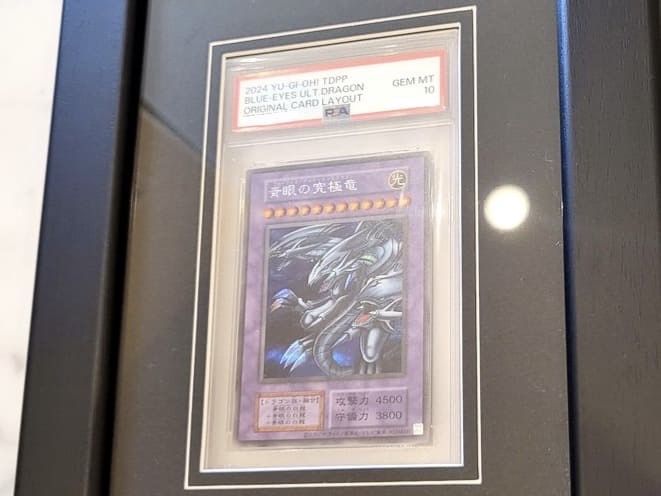 2024 YU-GI-OH! TDPP
BLUE-EYES ULT.DRAGON
ORIGINAL CARD LAYOUT
GEM MT
10
PSA
青眼の究極竜
光
【ドラゴン族・融合】
青眼の白龍
+青眼の白龍
+青眼の白龍
攻撃力 4500
守備力 3800